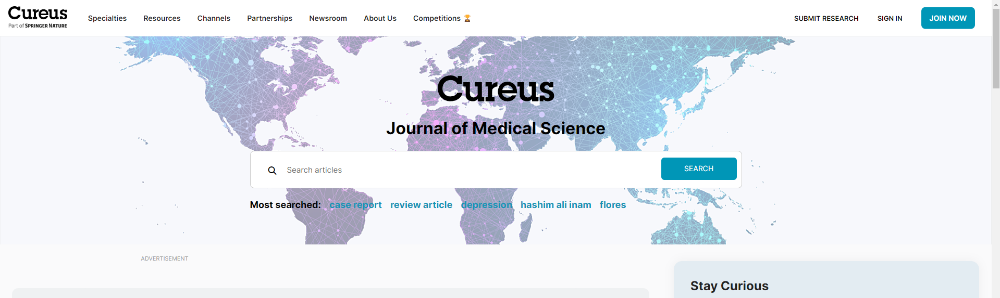 Cureus
Part of SPRINGER NATURE
Specialties Resources Channels Partnerships Newsroom About Us Competitions SUBMIT RESEARCH SIGN IN JOIN NOW
Cureus
Journal of Medical Science
Search articles SEARCH
Most searched: case report review article depression hashim ali inam flores
ADVERTISEMENT
Stay Curious